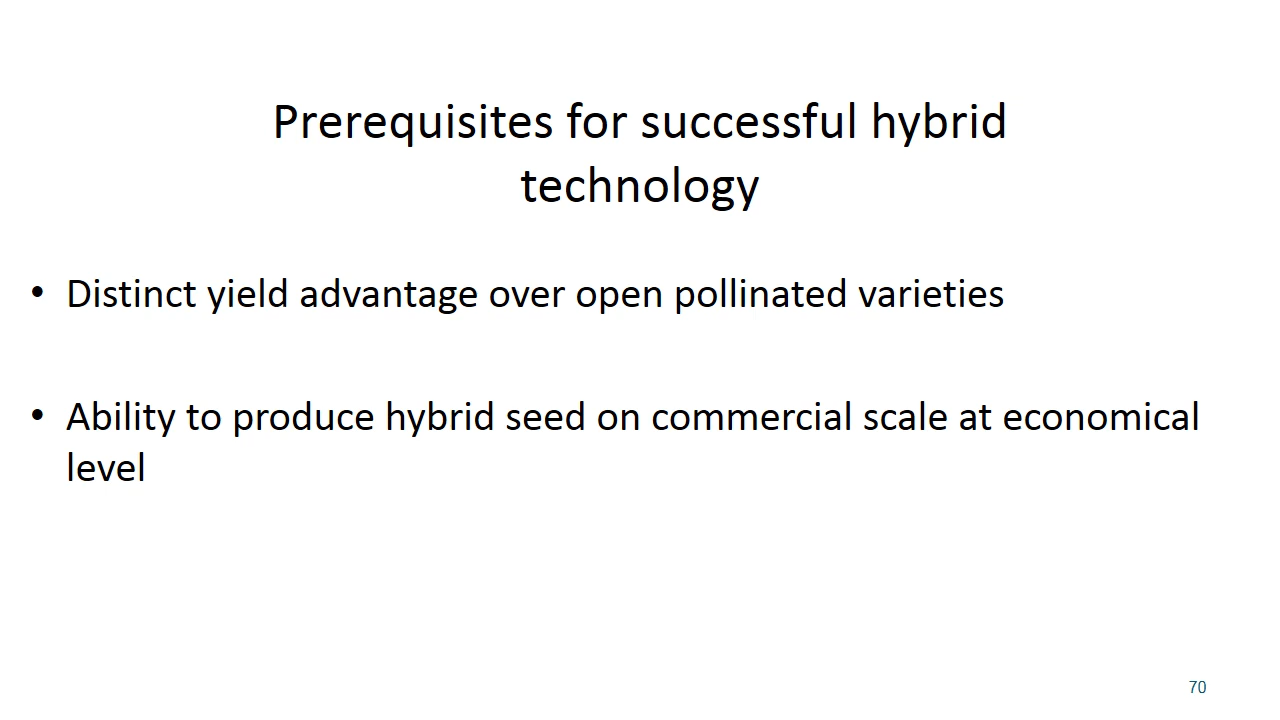 Prerequisites for successful hybrid
technology
• Distinct yield advantage over open pollinated varieties
• Ability to produce hybrid seed on commercial scale at economical
level
70